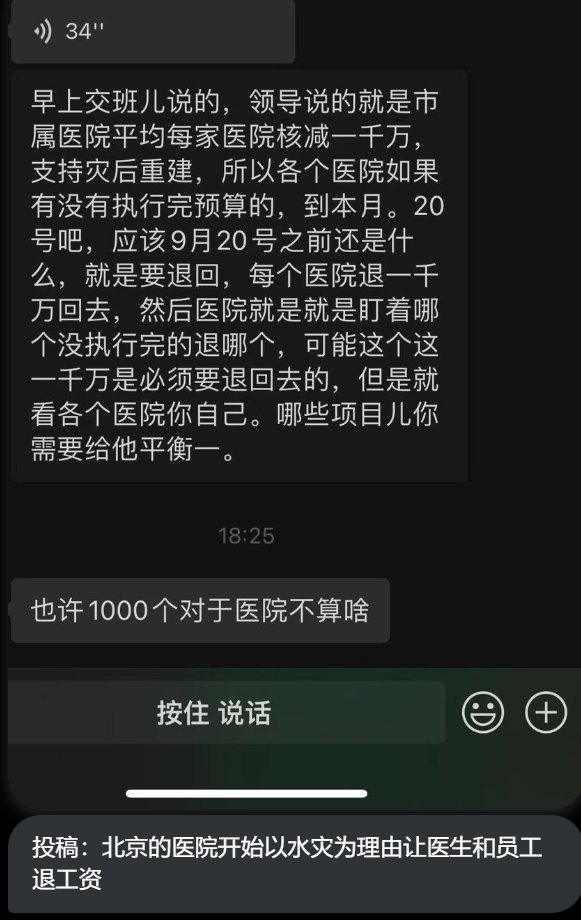 34''
早上交班儿说的，领导说的就是市
属医院平均每家医院核减一千万，
支持灾后重建，所以各个医院如果
有没有执行完预算的，到本月。20
号吧，应该9月20号之前还是什
么，就是要退回，每个医院退一千
万回去，然后医院就是就是盯着哪
个没执行完的退哪个，可能这个这
一千万是必须要退回去的，但是就
看各个医院你自己。哪些项目儿你
需要给他平衡一。
18:25
也许1000个对于医院不算啥
按住 说话
投稿：北京的医院开始以水灾为理由让医生和员工
退工资